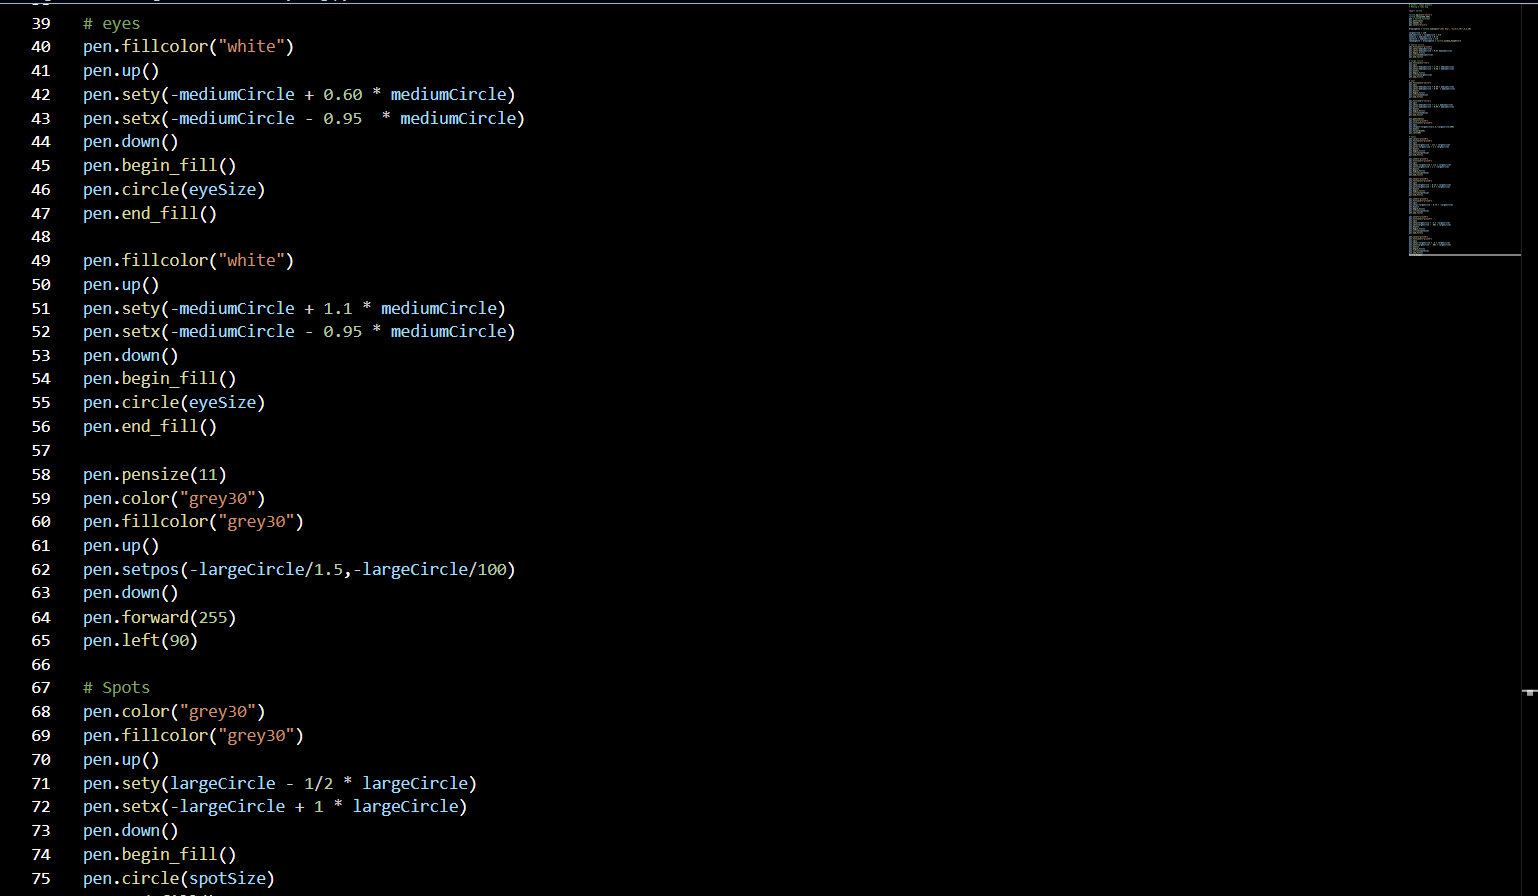 39 # eyes
40 pen.fillcolor("white")
41 pen.up()
42 pen.sety(-mediumCircle + 0.60 * mediumCircle)
43 pen.setx(-mediumCircle - 0.95  * mediumCircle)
44 pen.down()
45 pen.begin_fill()
46 pen.circle(eyeSize)
47 pen.end_fill()
48
49 pen.fillcolor("white")
50 pen.up()
51 pen.sety(-mediumCircle + 1.1 * mediumCircle)
52 pen.setx(-mediumCircle - 0.95 * mediumCircle)
53 pen.down()
54 pen.begin_fill()
55 pen.circle(eyeSize)
56 pen.end_fill()
57
58 pen.pensize(11)
59 pen.color("grey30")
60 pen.fillcolor("grey30")
61 pen.up()
62 pen.setpos(-largeCircle/1.5,-largeCircle/100)
63 pen.down()
64 pen.forward(255)
65 pen.left(90)
66
67 # Spots
68 pen.color("grey30")
69 pen.fillcolor("grey30")
70 pen.up()
71 pen.sety(largeCircle - 1/2 * largeCircle)
72 pen.setx(-largeCircle + 1 * largeCircle)
73 pen.down()
74 pen.begin_fill()
75 pen.circle(spotSize)